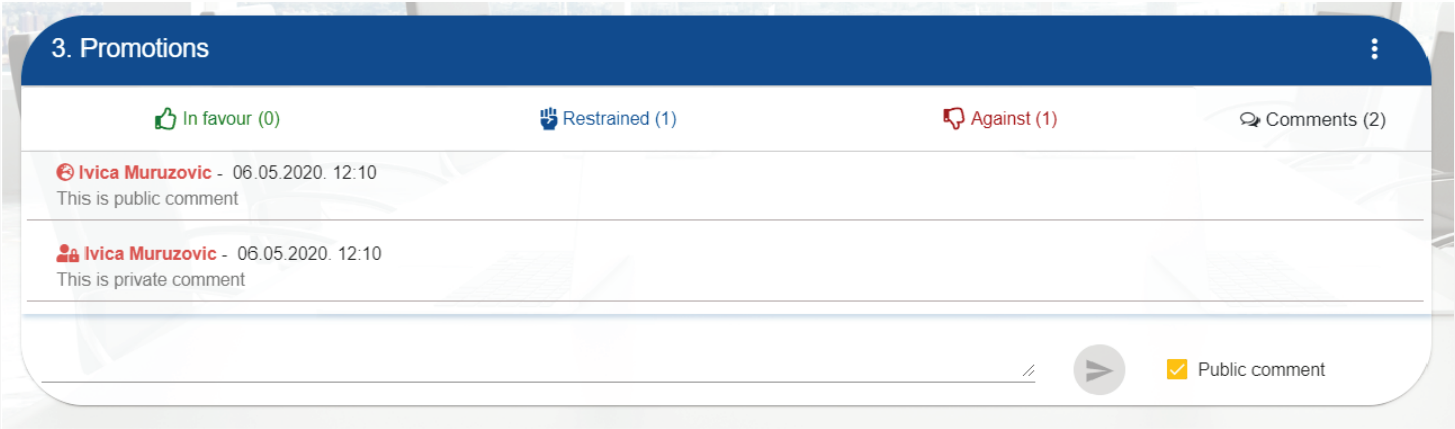 3. Promotions
In favour (0) Restrained (1) Against (1) Comments (2)
Ivica Muruzovic - 06.05.2020. 12:10
This is public comment
Ivica Muruzovic - 06.05.2020. 12:10
This is private comment
Public comment